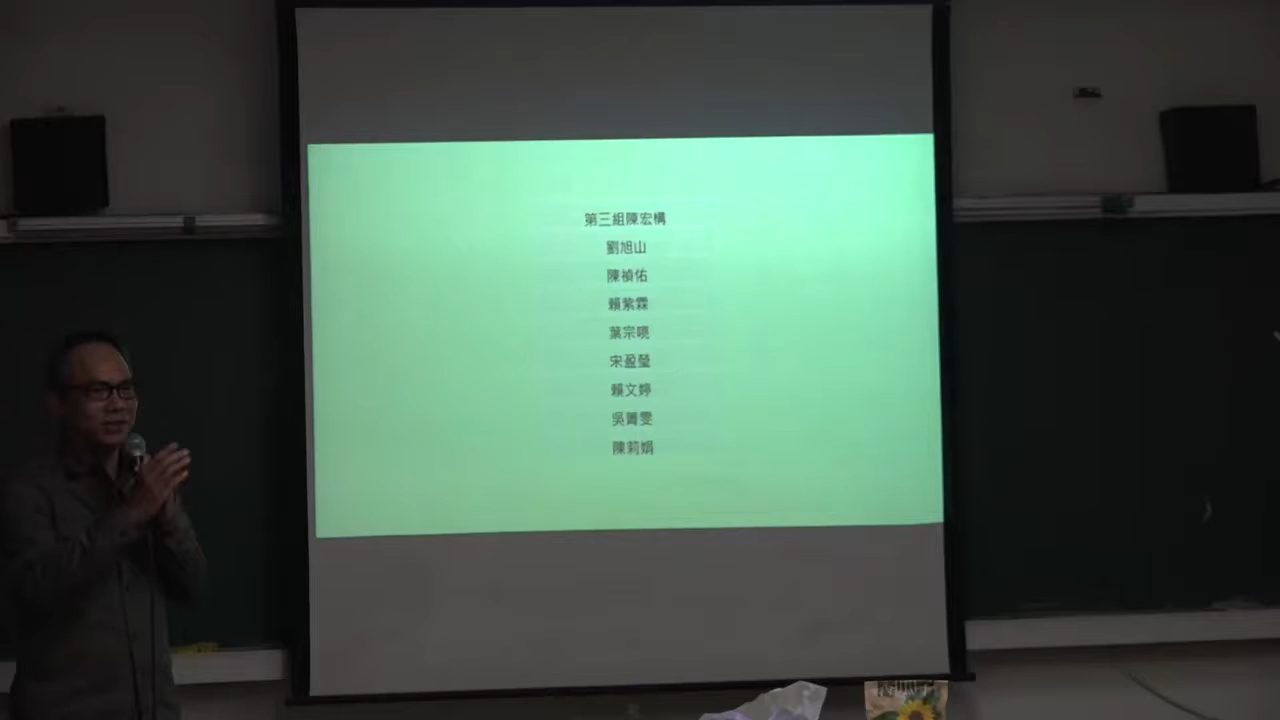 第三組陳宏構
劉旭山
陳禎佑
賴紫霖
葉宗曉
宋盈瑩
賴文婷
吳菁雯
陳莉娟